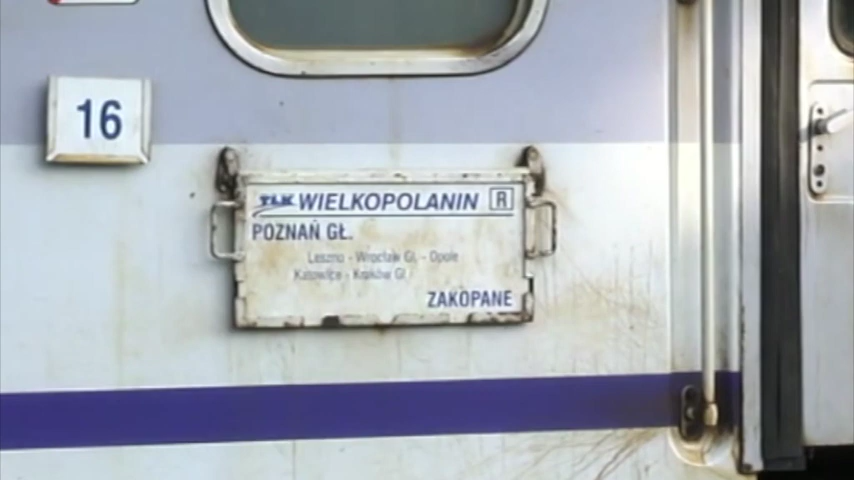 16
TLK WIELKOPOLANIN R
POZNAŃ GŁ.
Leszno - Wrocław Gł. - Opole
Katowice - Kraków Gł.
ZAKOPANE